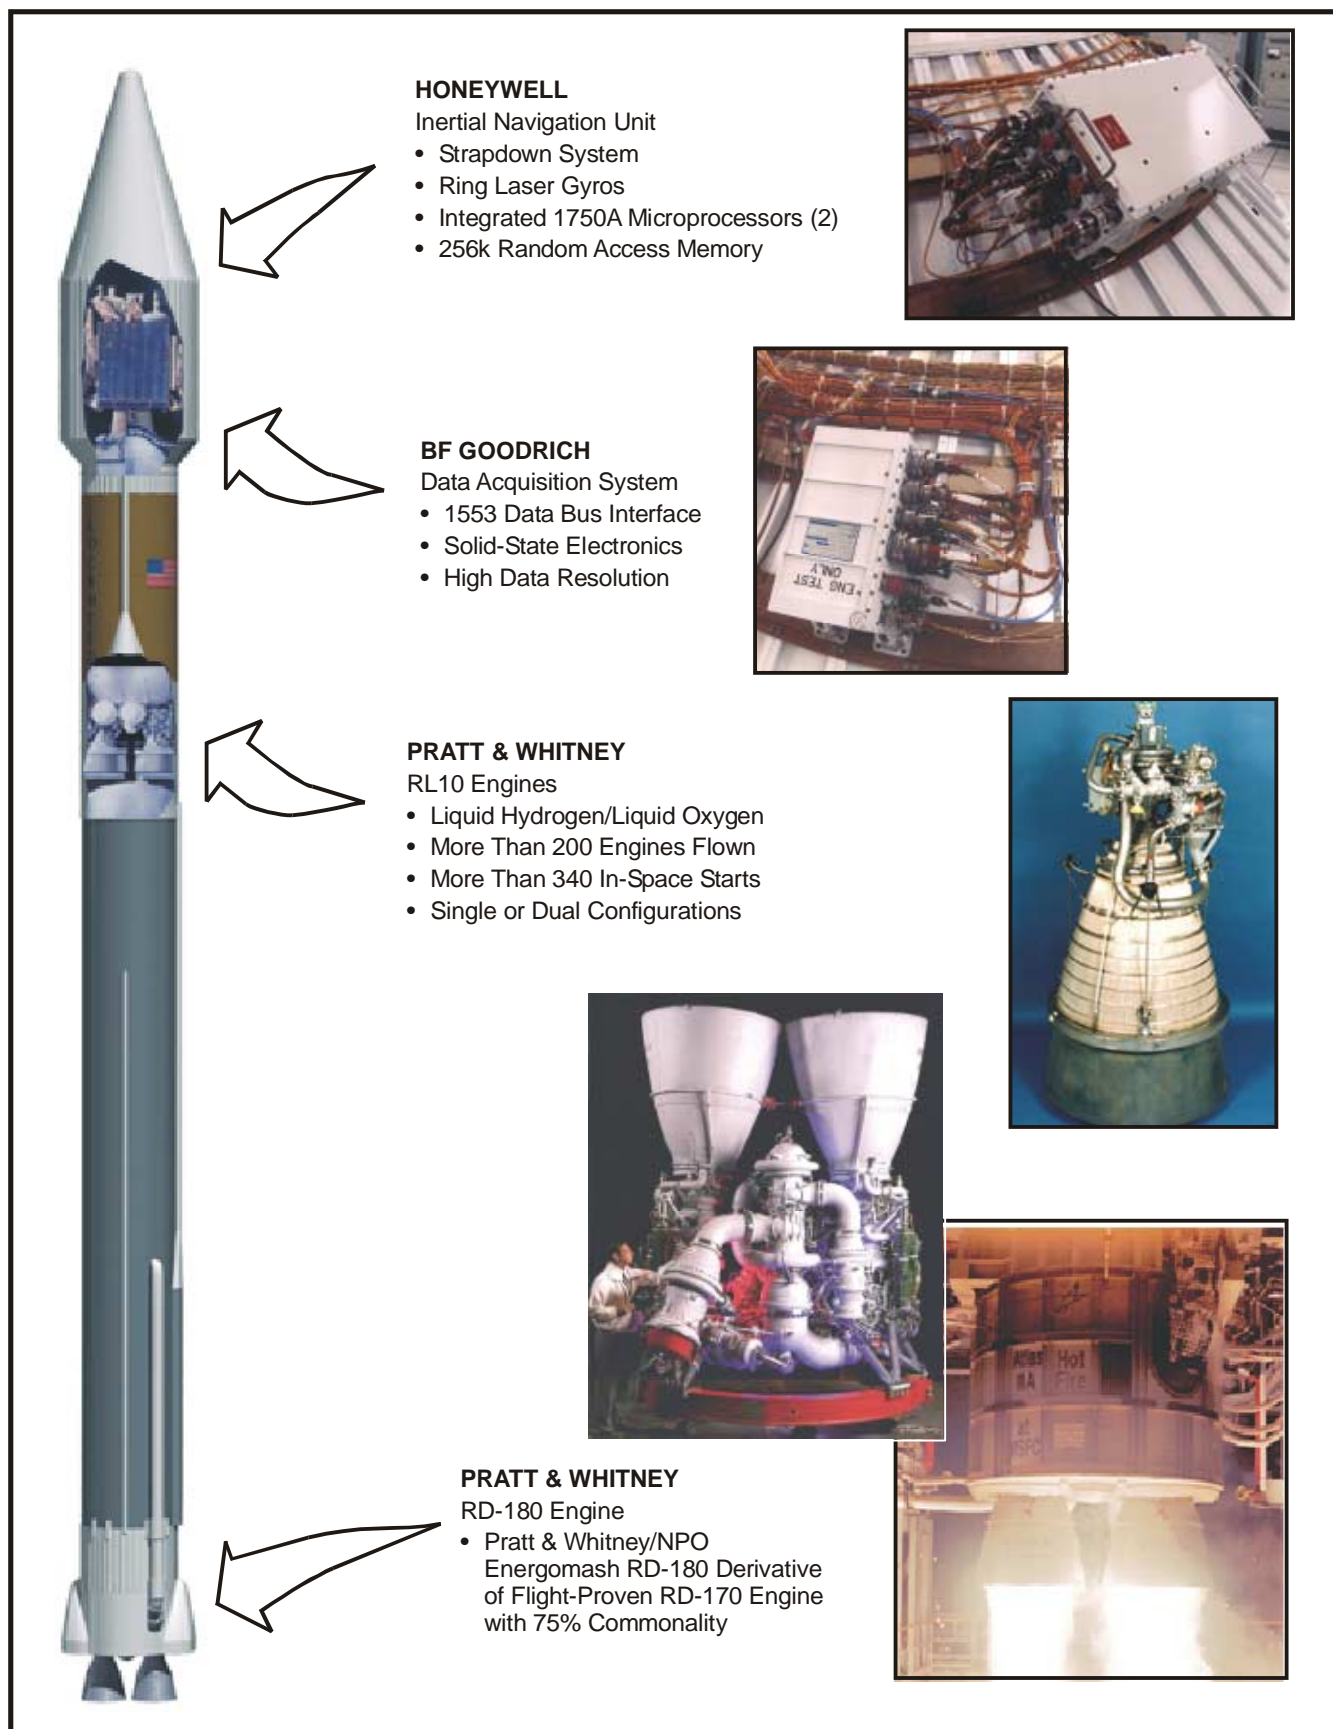 HONEYWELL
Inertial Navigation Unit
• Strapdown System
• Ring Laser Gyros
• Integrated 1750A Microprocessors (2)
• 256k Random Access Memory
BF GOODRICH
Data Acquisition System
• 1553 Data Bus Interface
• Solid-State Electronics
• High Data Resolution
ENG TEST
ONLY
PRATT & WHITNEY
RL10 Engines
• Liquid Hydrogen/Liquid Oxygen
• More Than 200 Engines Flown
• More Than 340 In-Space Starts
• Single or Dual Configurations
Hot
Fire
PRATT & WHITNEY
RD-180 Engine
• Pratt & Whitney/NPO
Energomash RD-180 Derivative
of Flight-Proven RD-170 Engine
with 75% Commonality